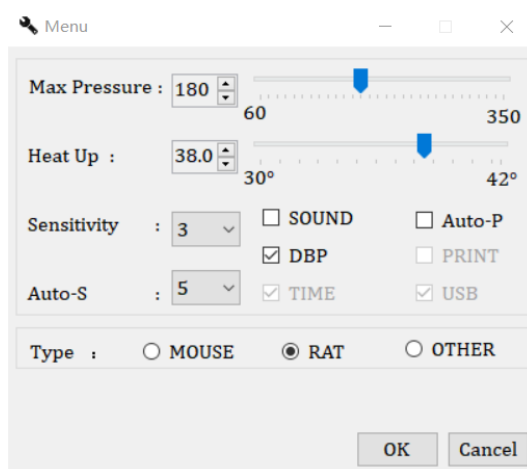 Menu
Max Pressure : 180
60 350
Heat Up : 38.0
30° 42°
Sensitivity : 3 SOUND Auto-P
DBP PRINT
Auto-S : 5 TIME USB
Type : MOUSE RAT OTHER
OK Cancel